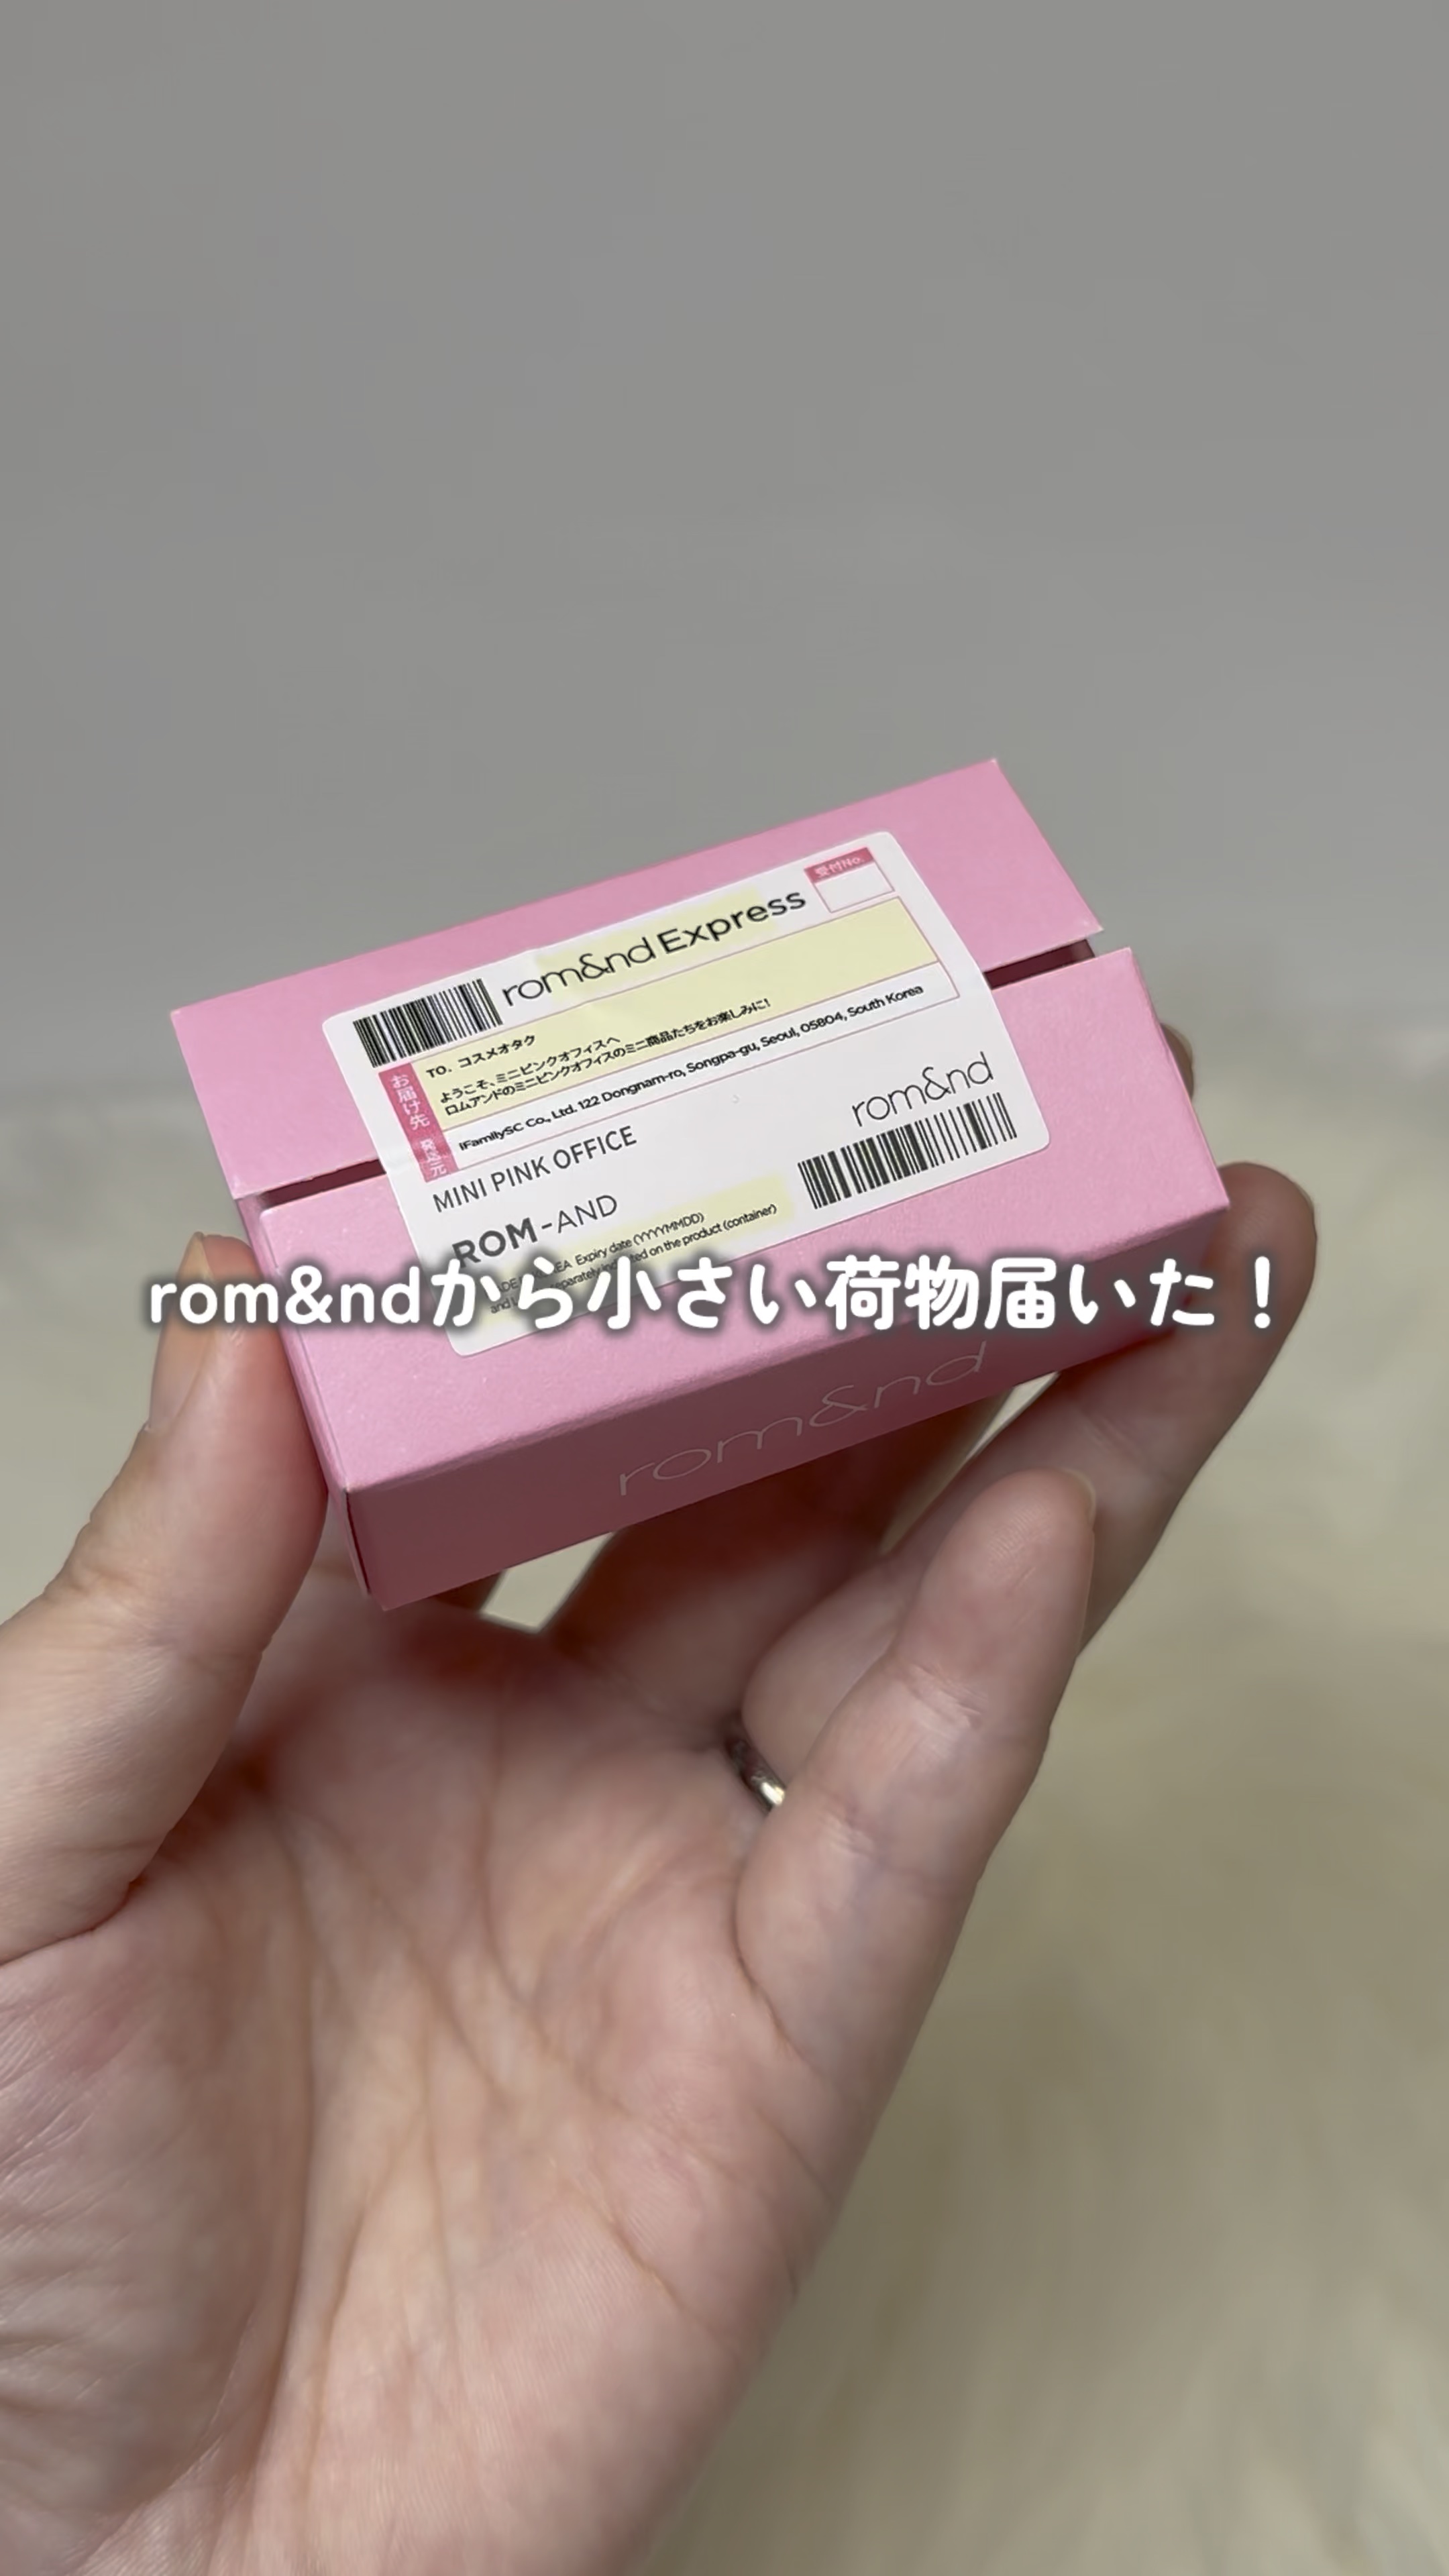 rom&nd Express
受付No.
お届け先
TO. コスメオタク
ようこそ、ミニピンクオフィスへ
ロムアンドのミニピンクオフィスのミニ商品たちをお楽しみに!
発送元
iFamilySC Co., Ltd. 122 Dongnam-ro, Songpa-gu, Seoul, 05804, South Korea
MINI PINK OFFICE
rom&nd
ROM-AND
Expiry date (YYYYMMDD)
on the product (container)
rom&ndから小さい荷物届いた！
rom&nd